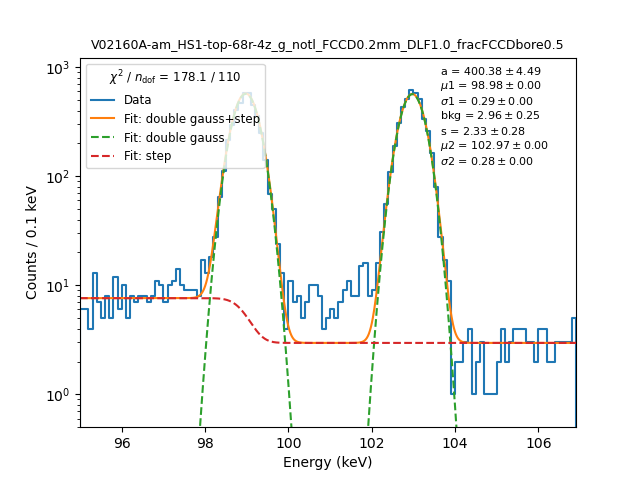 V02160A-am_HS1-top-68r-4z_g_notl_FCCD0.2mm_DLF1.0_fracFCCDbore0.5
χ² / n_dof = 178.1 / 110
Data
Fit: double gauss+step
Fit: double gauss
Fit: step
a = 400.38 ± 4.49
μ1 = 98.98 ± 0.00
σ1 = 0.29 ± 0.00
bkg = 2.96 ± 0.25
s = 2.33 ± 0.28
μ2 = 102.97 ± 0.00
σ2 = 0.28 ± 0.00
10³
10²
10¹
10⁰
Counts / 0.1 keV
96 98 100 102 104 106
Energy (keV)